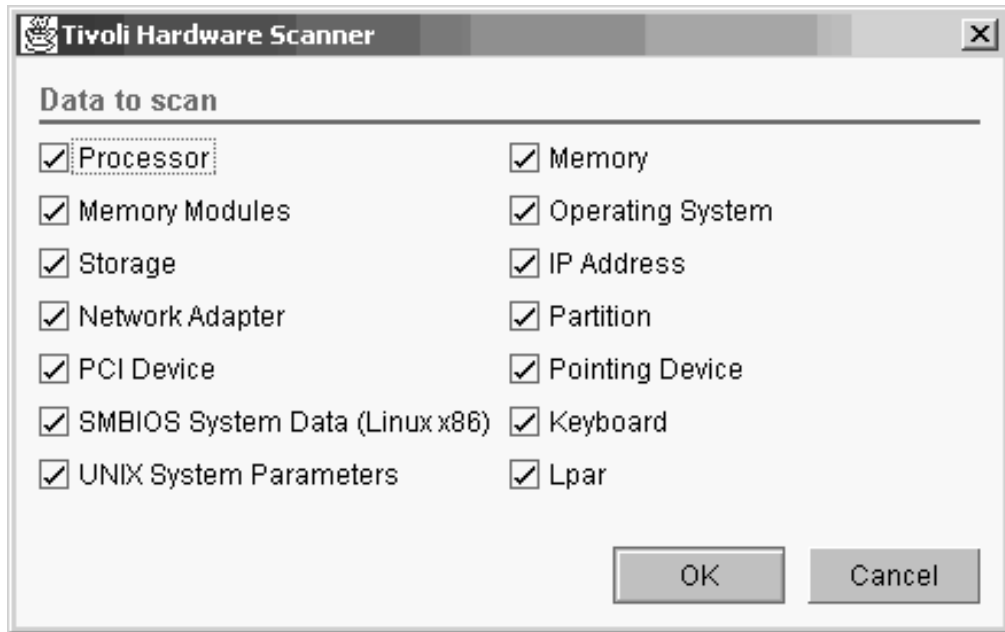 Tivoli Hardware Scanner
Data to scan
Processor
Memory
Memory Modules
Operating System
Storage
IP Address
Network Adapter
Partition
PCI Device
Pointing Device
SMBIOS System Data (Linux x86)
Keyboard
UNIX System Parameters
Lpar
OK
Cancel